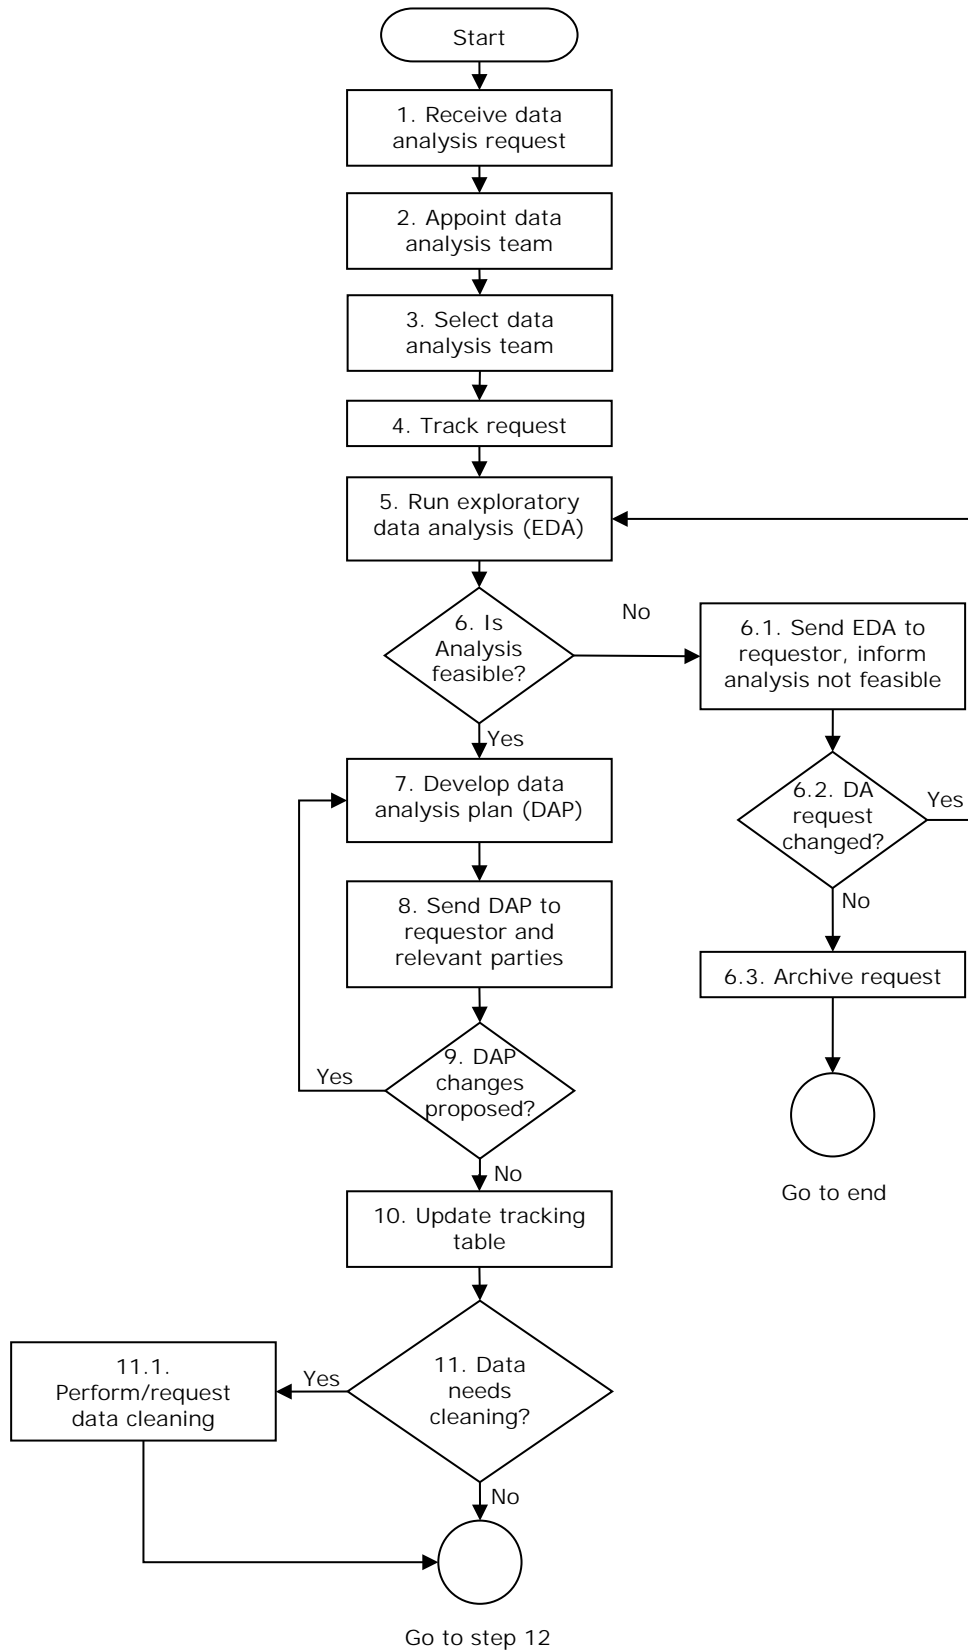 Start
1. Receive data
analysis request
2. Appoint data
analysis team
3. Select data
analysis team
4. Track request
5. Run exploratory
data analysis (EDA)
6. Is
Analysis
feasible?
No
6.1. Send EDA to
requestor, inform
analysis not feasible
Yes
7. Develop data
analysis plan (DAP)
6.2. DA
request
changed?
Yes
No
8. Send DAP to
requestor and
relevant parties
6.3. Archive request
9. DAP
changes
proposed?
Yes
No
Go to end
10. Update tracking
table
11. Data
needs
cleaning?
Yes
11.1.
Perform/request
data cleaning
No
Go to step 12